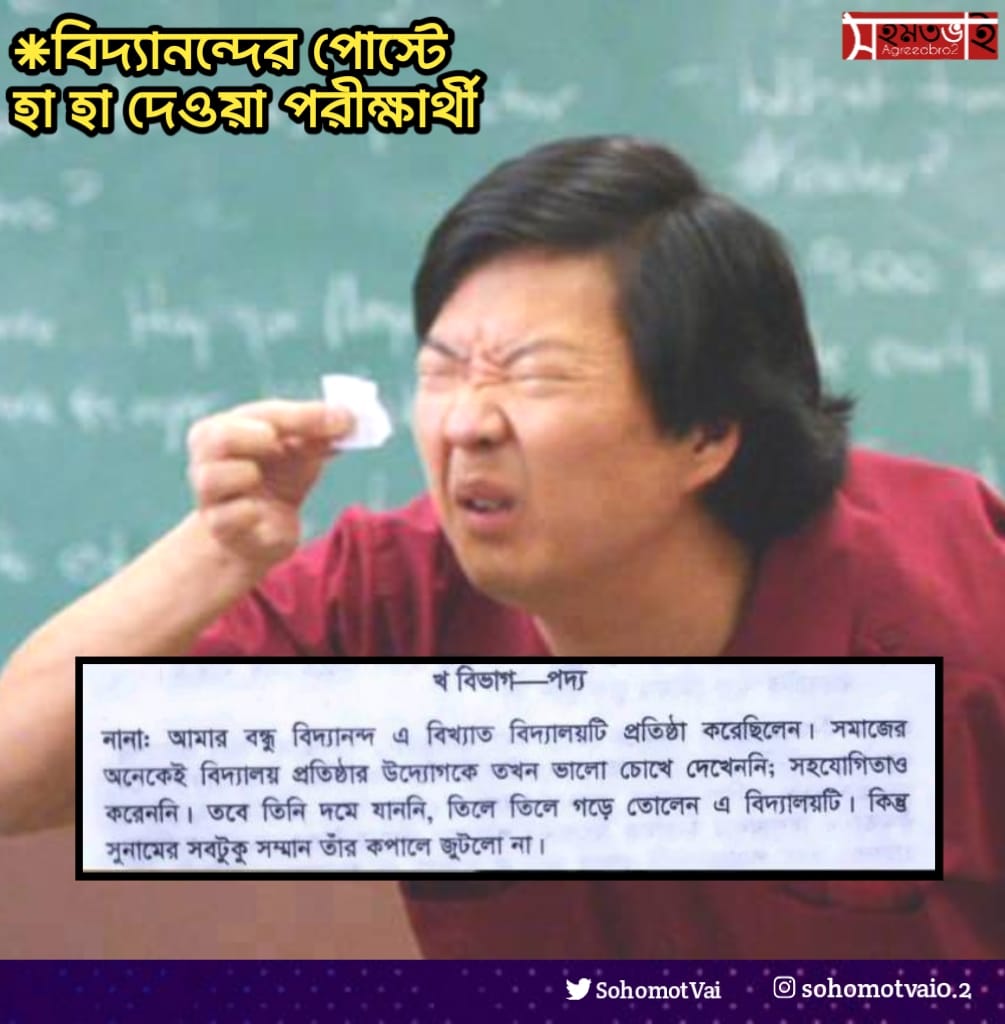 *বিদ্যানন্দের পোস্টে
হা হা দেওয়া পরীক্ষার্থী
সহমতভাই
Agreeabro2
খ বিভাগ—পদ্য
নানাঃ আমার বন্ধু বিদ্যানন্দ এ বিখ্যাত বিদ্যালয়টি প্রতিষ্ঠা করেছিলেন। সমাজের
অনেকেই বিদ্যালয় প্রতিষ্ঠার উদ্যোগকে তখন ভালো চোখে দেখেননি; সহযোগিতাও
করেননি। তবে তিনি দমে যাননি, তিলে তিলে গড়ে তোলেন এ বিদ্যালয়টি। কিন্তু
সুনামের সবটুকু সম্মান তাঁর কপালে জুটলো না।
SohomotVai
sohomotvai0.2